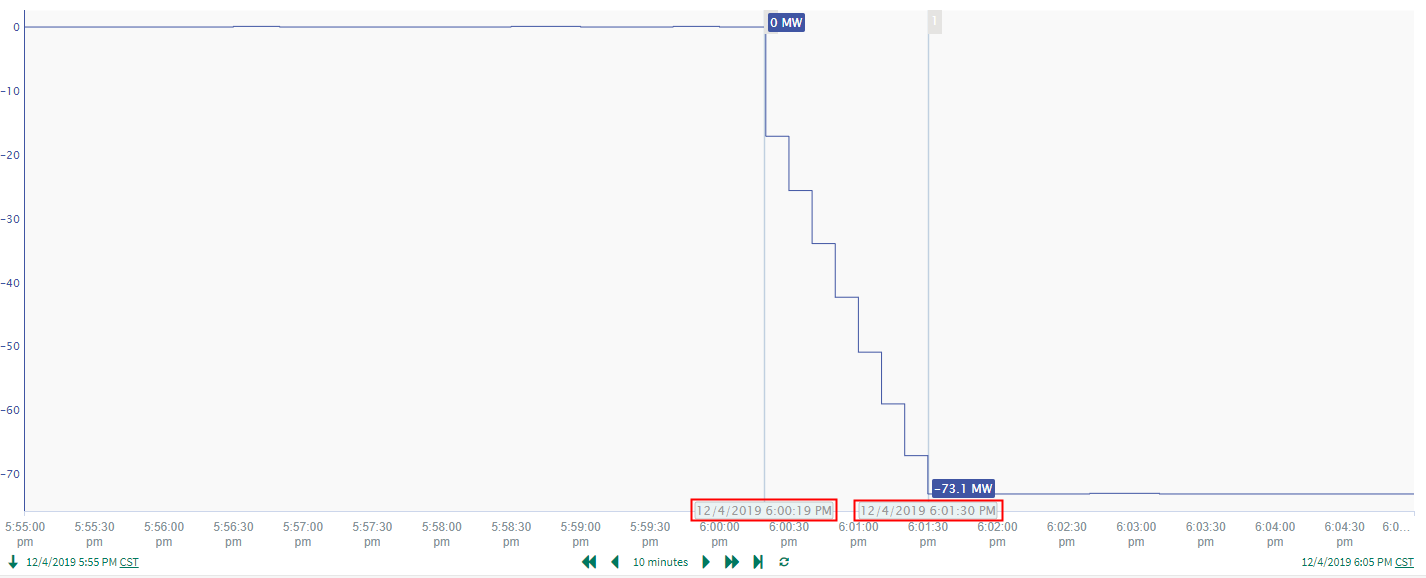 0 MW
1
0
-10
-20
-30
-40
-50
-60
-70
-73.1 MW
12/4/2019 6:00:19 PM
12/4/2019 6:01:30 PM
5:55:00 pm
5:55:30 pm
5:56:00 pm
5:56:30 pm
5:57:00 pm
5:57:30 pm
5:58:00 pm
5:58:30 pm
5:59:00 pm
5:59:30 pm
6:00:00 pm
6:00:30 pm
6:01:00 pm
6:01:30 pm
6:02:00 pm
6:02:30 pm
6:03:00 pm
6:03:30 pm
6:04:00 pm
6:04:30 pm
6:0...
pm
12/4/2019 5:55 PM CST
10 minutes
12/4/2019 6:05 PM CST